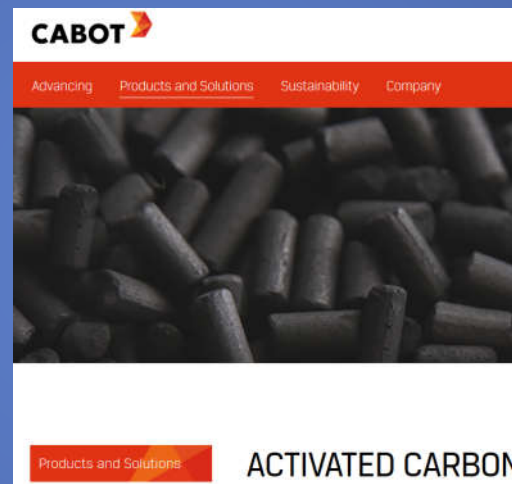 CABOT
Advancing Products and Solutions Sustainability Company
Products and Solutions
ACTIVATED CARBON